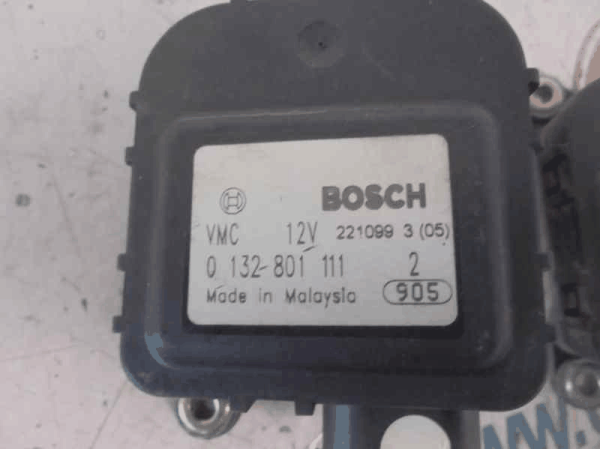 BOSCH
VMC 12V 221099 3 (05)
0 132-801 111 2
Made in Malaysia 905